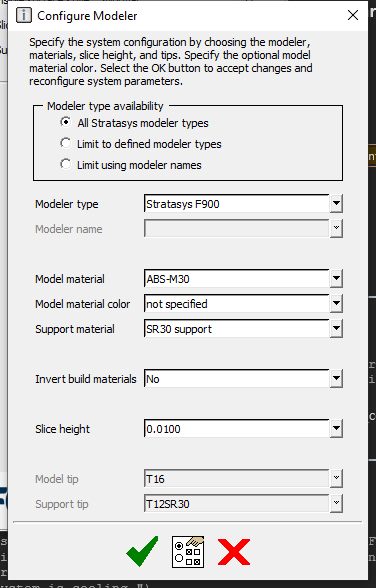 Configure Modeler
Specify the system configuration by choosing the modeler,
materials, slice height, and tips. Specify the optional model
material color. Select the OK button to accept changes and
reconfigure system parameters.
Modeler type availability
All Stratasys modeler types
Limit to defined modeler types
Limit using modeler names
Modeler type Stratasys F900
Modeler name
Model material ABS-M30
Model material color not specified
Support material SR30 support
Invert build materials No
Slice height 0.0100
Model tip T16
Support tip T12SR30